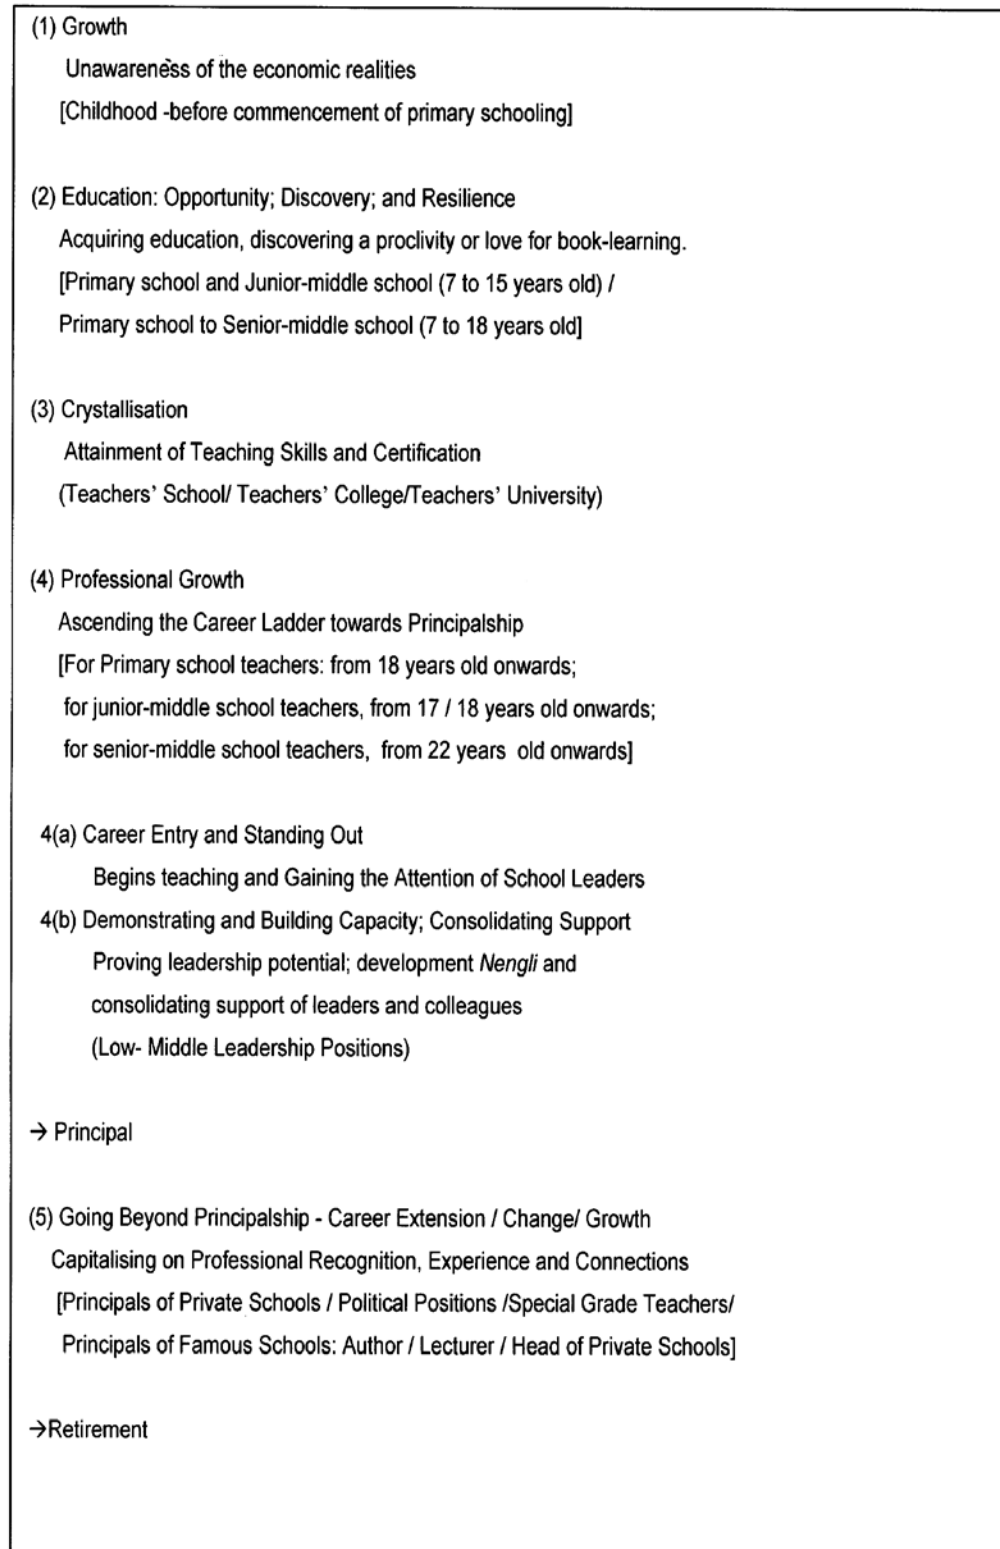 (1) Growth
Unawareness of the economic realities
[Childhood -before commencement of primary schooling]
(2) Education: Opportunity; Discovery; and Resilience
Acquiring education, discovering a proclivity or love for book-learning.
[Primary school and Junior-middle school (7 to 15 years old) /
Primary school to Senior-middle school (7 to 18 years old]
(3) Crystallisation
Attainment of Teaching Skills and Certification
(Teachers' School/ Teachers' College/Teachers' University)
(4) Professional Growth
Ascending the Career Ladder towards Principalship
[For Primary school teachers: from 18 years old onwards;
for junior-middle school teachers, from 17 / 18 years old onwards;
for senior-middle school teachers, from 22 years old onwards]
4(a) Career Entry and Standing Out
Begins teaching and Gaining the Attention of School Leaders
4(b) Demonstrating and Building Capacity; Consolidating Support
Proving leadership potential; development Nengli and
consolidating support of leaders and colleagues
(Low- Middle Leadership Positions)
→ Principal
(5) Going Beyond Principalship - Career Extension / Change/ Growth
Capitalising on Professional Recognition, Experience and Connections
[Principals of Private Schools / Political Positions /Special Grade Teachers/
Principals of Famous Schools: Author / Lecturer / Head of Private Schools]
→Retirement